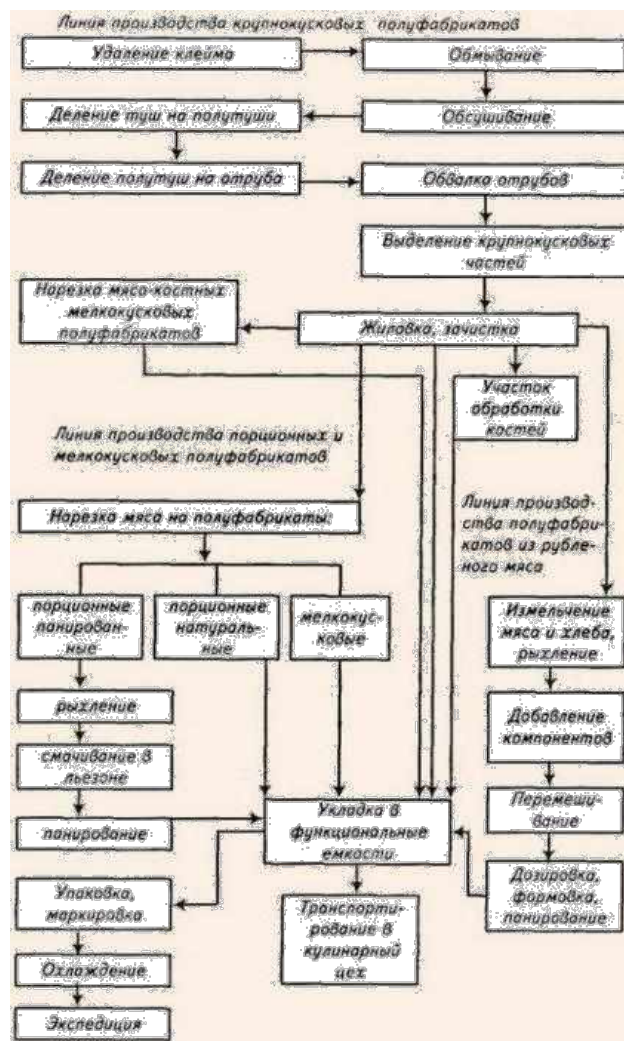 Линия производства крупнокусковых полуфабрикатов
Удаление клейма
Обмывание
Деление туш на полутуши
Обсушивание
Деление полутуш на отруба
Обвалка отрубов
Выделение крупнокусковых
частей
Нарезка мясо-костных
мелкокусковых
полуфабрикатов
Жиловка, зачистка
Участок
обработки
костей
Линия производства порционных и
мелкокусковых полуфабрикатов
Линия производ-
ства полуфабри-
катов из рубле-
ного мяса
Нарезка мяса на полуфабрикаты:
порционные
панирован-
ные
порционные
натураль-
ные
мелкокус-
ковые
Измельчение
мяса и хлеба,
рыхление
рыхление
смачивание в
льезоне
панирование
Добавление
компонентов
Перемеши-
вание
Укладка в
функциональные
емкости
Дозировка,
формовка,
панирование
Упаковка,
маркировка
Транспорти-
рование в
кулинарный
цех
Охлаждение
Экспедиция